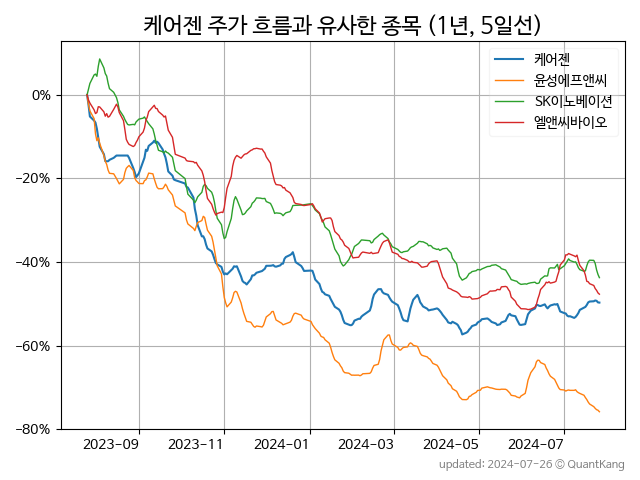 케어젠 주가 흐름과 유사한 종목 (1년, 5일선)
케어젠
윤성에프앤씨
SK이노베이션
엘앤씨바이오
0%
−20%
−40%
−60%
−80%
2023-09 2023-11 2024-01 2024-03 2024-05 2024-07
updated: 2024-07-26 © QuantKang